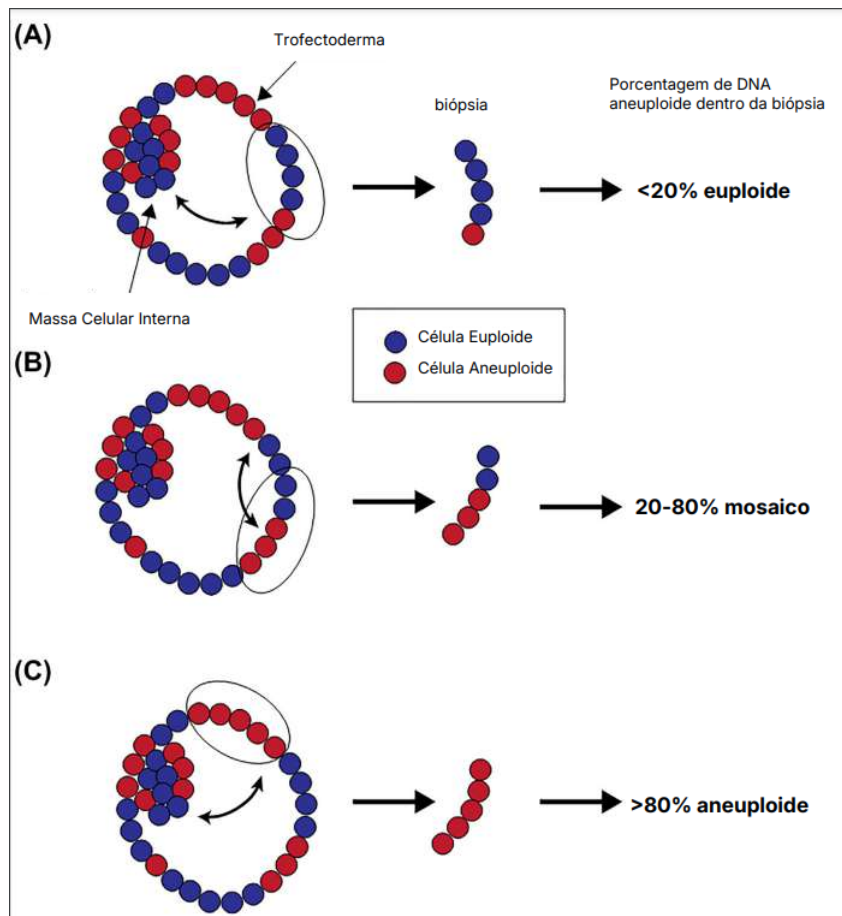 (A)
Trofectoderma
biópsia
Porcentagem de DNA
aneuploide dentro da biópsia
<20% euploide
Massa Celular Interna
Célula Euploide
Célula Aneuploide
(B)
20-80% mosaico
(C)
>80% aneuploide